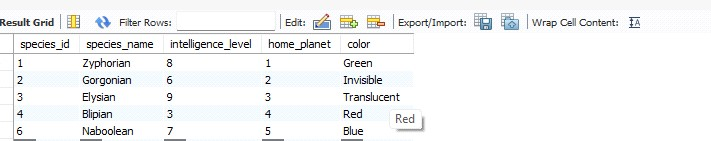 Result Grid Filter Rows: Edit: Export/Import: Wrap Cell Content:
species_id species_name intelligence_level home_planet color
1 Zyphorian 8 1 Green
2 Gorgonian 6 2 Invisible
3 Elysian 9 3 Translucent
4 Blipian 3 4 Red
Red
6 Naboolean 7 5 Blue